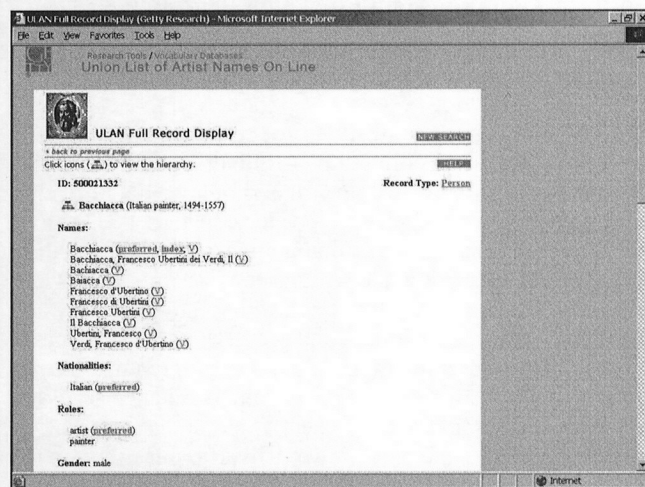 ULAN Full Record Display (Getty Research) - Microsoft Internet Explorer
File Edit View Favorites Tools Help
Research Tools / Vocabulary Databases
Union List of Artist Names On Line
ULAN Full Record Display
NEW SEARCH
back to previous page
Click icons ( ) to view the hierarchy.
HELP
ID: 500021332 Record Type: Person
Bacchiacca (Italian painter, 1494-1557)
Names:
Bacchiacca (preferred, index, V)
Bacchiacca, Francesco Ubertini dei Verdi, Il (V)
Bachiacca (V)
Baiacca (V)
Francesco d'Ubertino (V)
Francesco di Ubertini (V)
Francesco Ubertini (V)
Il Bacchiacca (V)
Ubertini, Francesco (V)
Verdi, Francesco d'Ubertino (V)
Nationalities:
Italian (preferred)
Roles:
artist (preferred)
painter
Gender: male
Internet